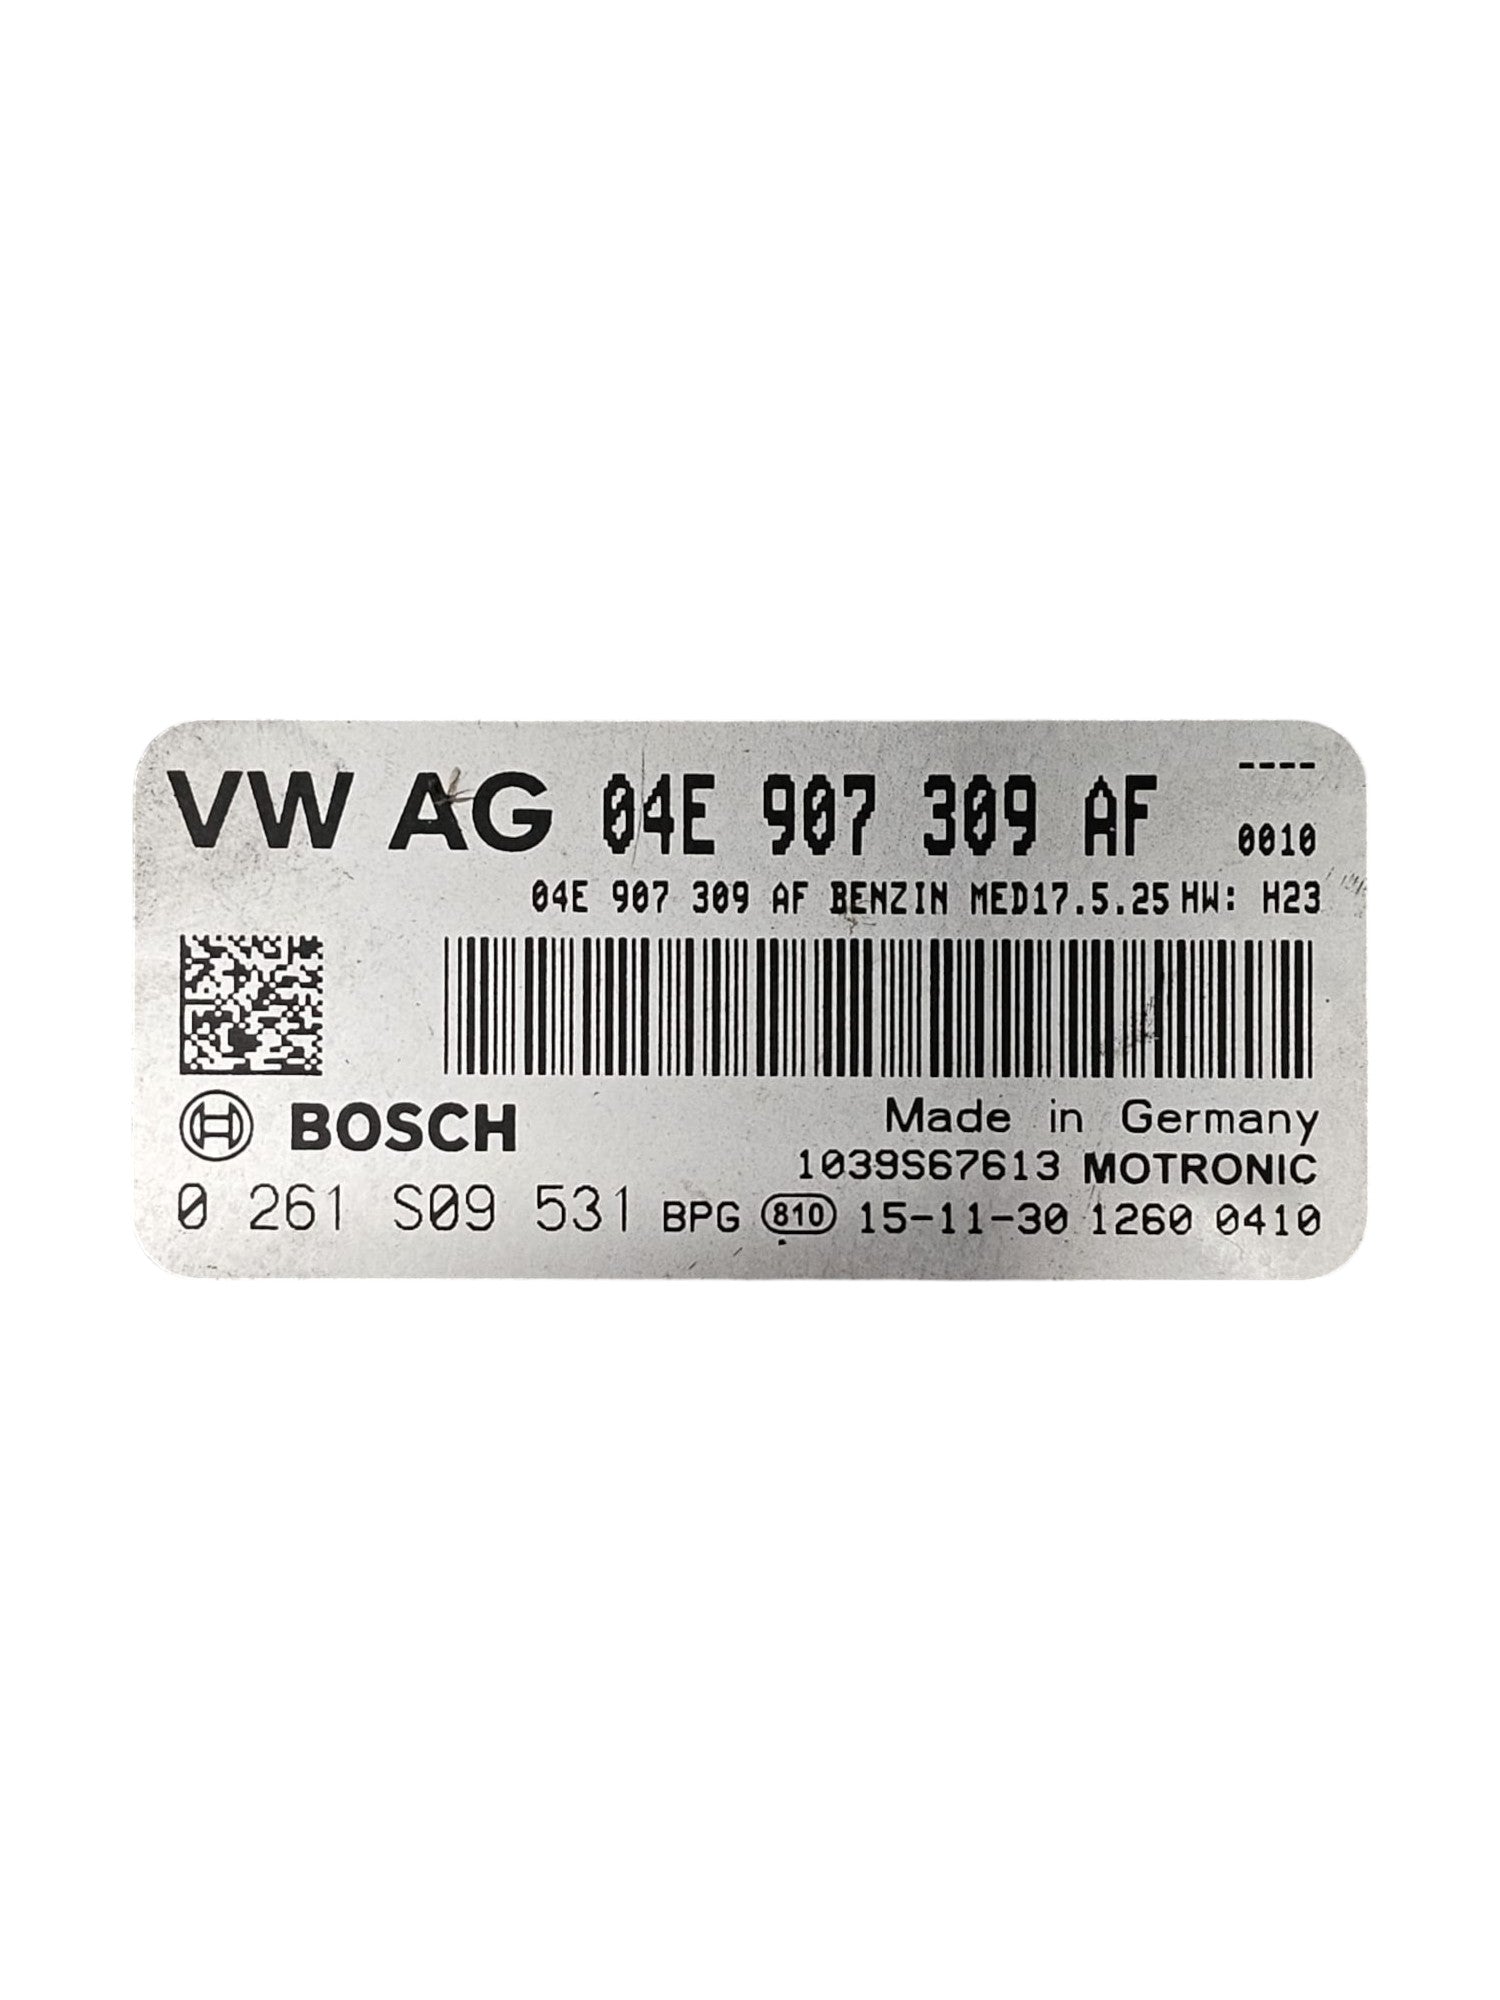 VW AG 04E 907 309 AF ----
0010
04E 907 309 AF BENZIN MED17.5.25 HW: H23
BOSCH
Made in Germany
1039S67613 MOTRONIC
0 261 S09 531 BPG 810 15-11-30 1260 0410